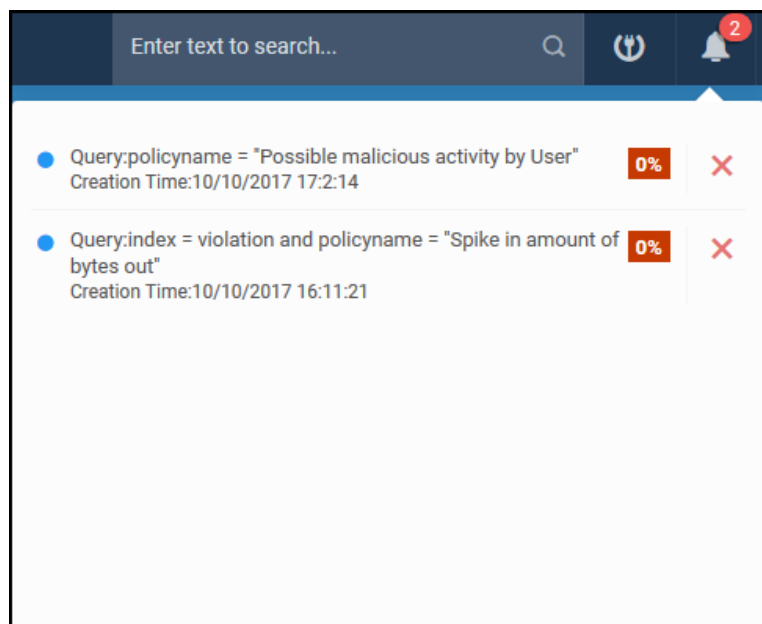 Enter text to search...
2
Query:policyname = "Possible malicious activity by User"
0%
Creation Time:10/10/2017 17:2:14
Query:index = violation and policyname = "Spike in amount of
0%
bytes out"
Creation Time:10/10/2017 16:11:21